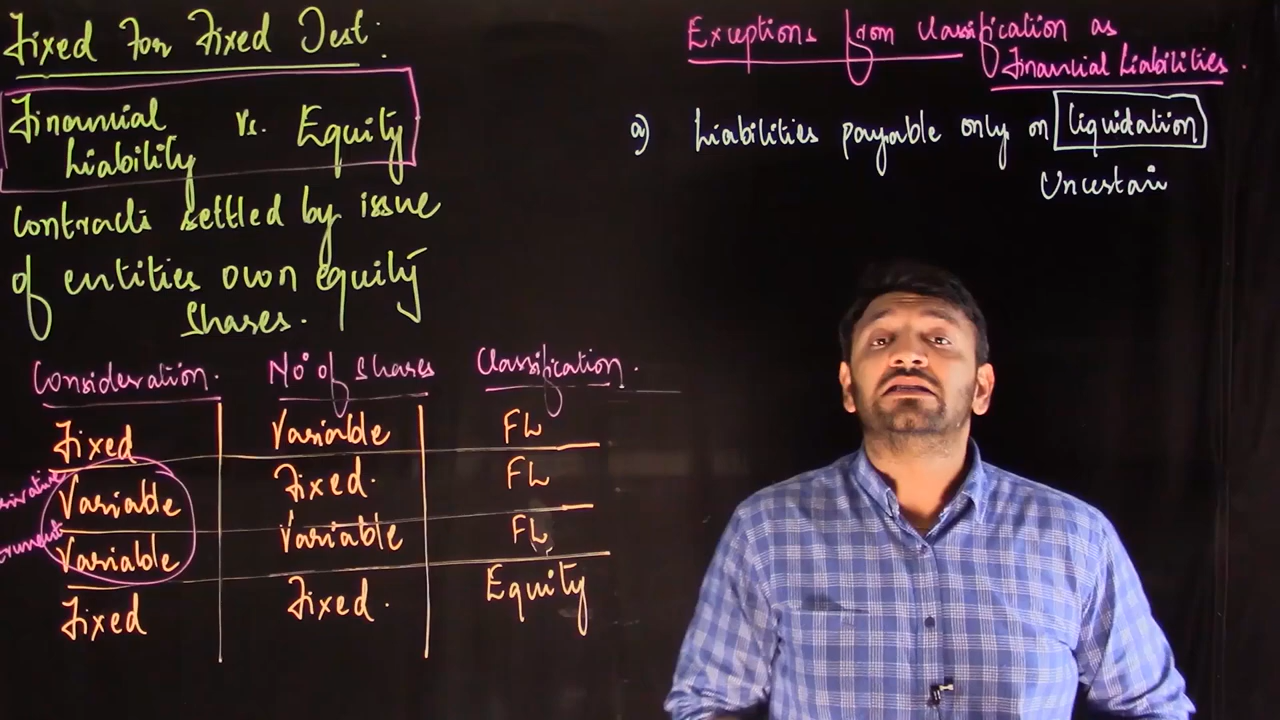 Fixed For Fixed Test:
Financial Liability vs. Equity
Contracts settled by issue
of entities own equity
Shares.
Consideration. No of Shares Classification.
Fixed Variable FL
Variable Fixed. FL
Variable Variable FL
Fixed Fixed. Equity
Exceptions from Classification as
Financial Liabilities.
a) Liabilities payable only on Liquidation
Uncertain